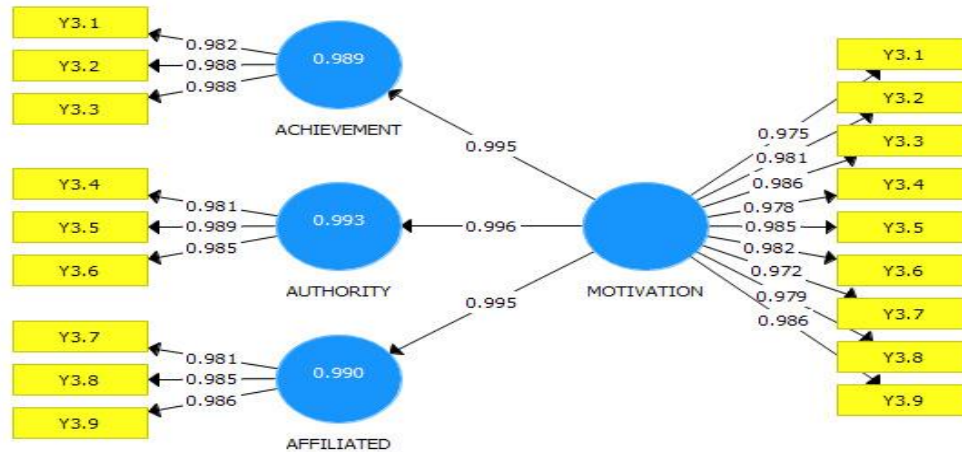 Y3.1
Y3.2
Y3.3
0.982
0.988
0.988
0.989
ACHIEVEMENT
Y3.4
Y3.5
Y3.6
0.981
0.989
0.985
0.993
AUTHORITY
Y3.7
Y3.8
Y3.9
0.981
0.985
0.986
0.990
AFFILIATED
0.995
0.996
0.995
MOTIVATION
0.975
0.981
0.986
0.978
0.985
0.982
0.972
0.979
0.986
Y3.1
Y3.2
Y3.3
Y3.4
Y3.5
Y3.6
Y3.7
Y3.8
Y3.9